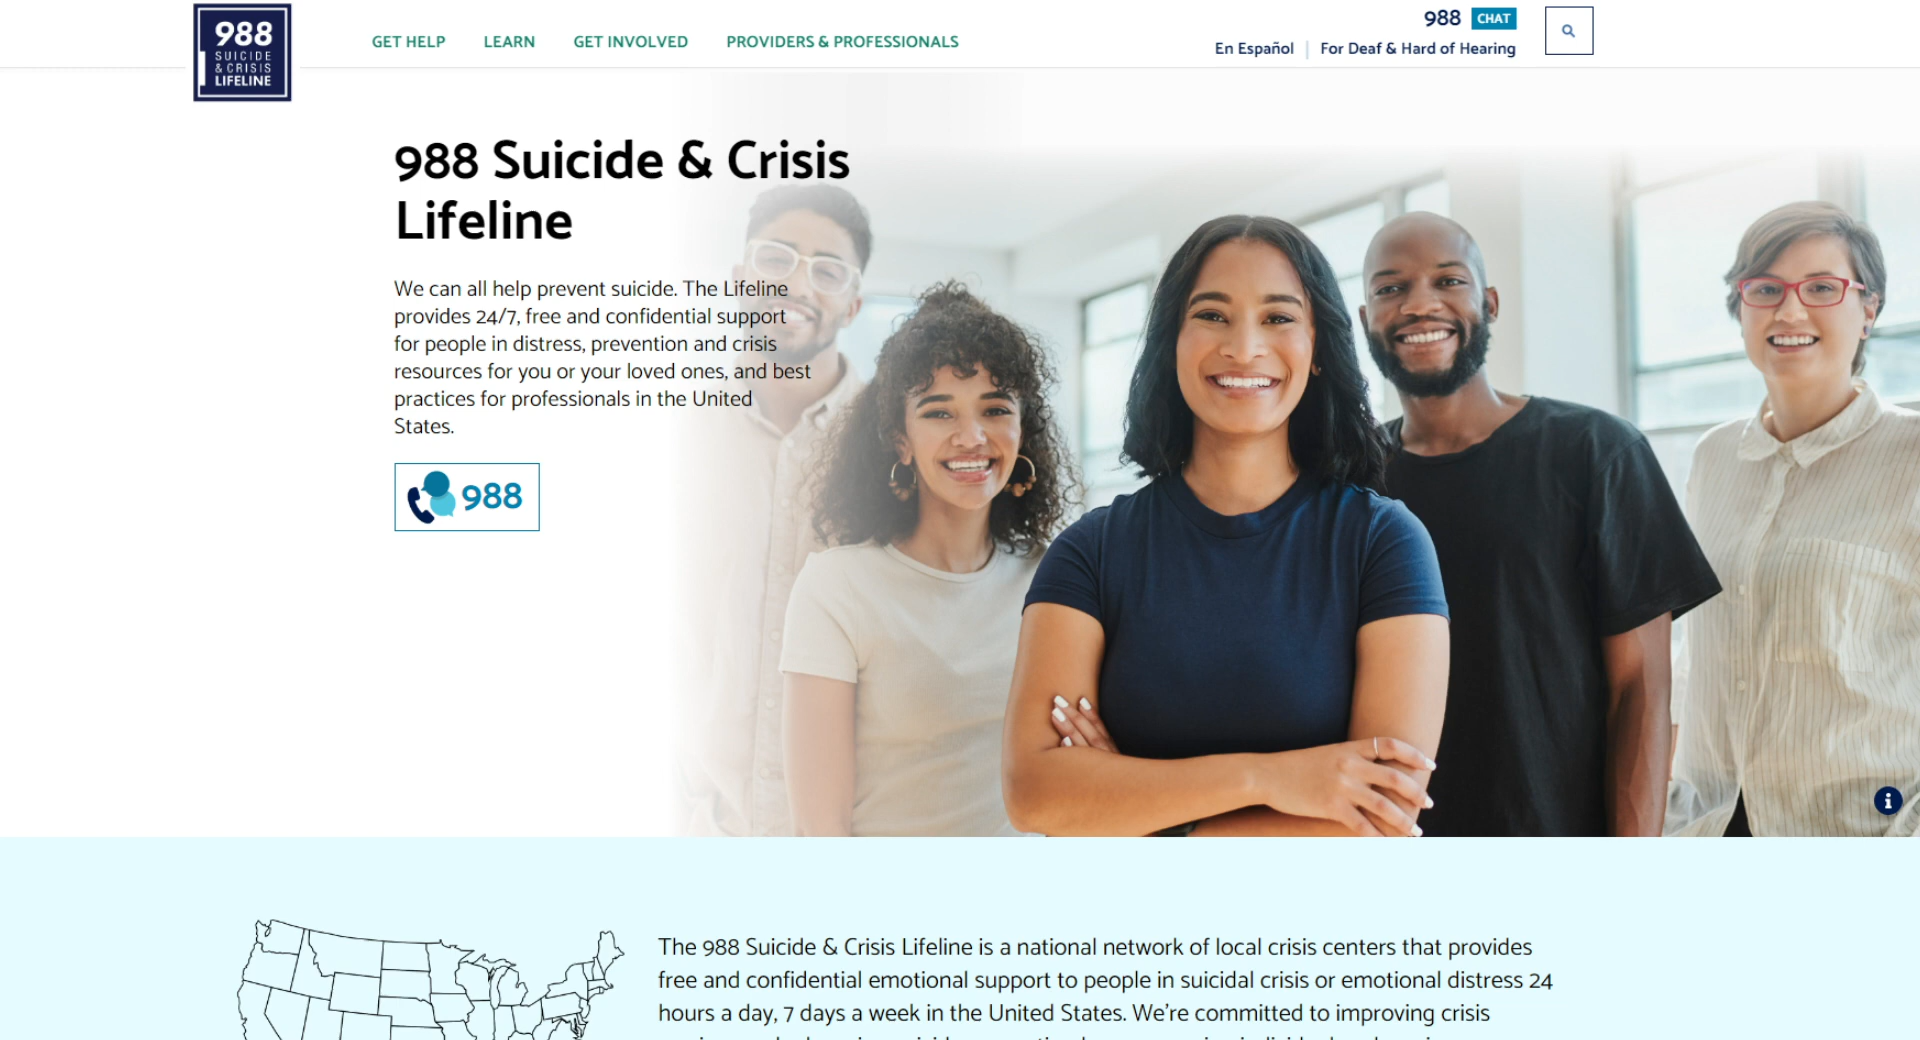 988
SUICIDE
& CRISIS
LIFELINE
GET HELP
LEARN
GET INVOLVED
PROVIDERS & PROFESSIONALS
988 CHAT
En Español
For Deaf & Hard of Hearing
988 Suicide & Crisis
Lifeline
We can all help prevent suicide. The Lifeline
provides 24/7, free and confidential support
for people in distress, prevention and crisis
resources for you or your loved ones, and best
practices for professionals in the United
States.
988
The 988 Suicide & Crisis Lifeline is a national network of local crisis centers that provides
free and confidential emotional support to people in suicidal crisis or emotional distress 24
hours a day, 7 days a week in the United States. We're committed to improving crisis